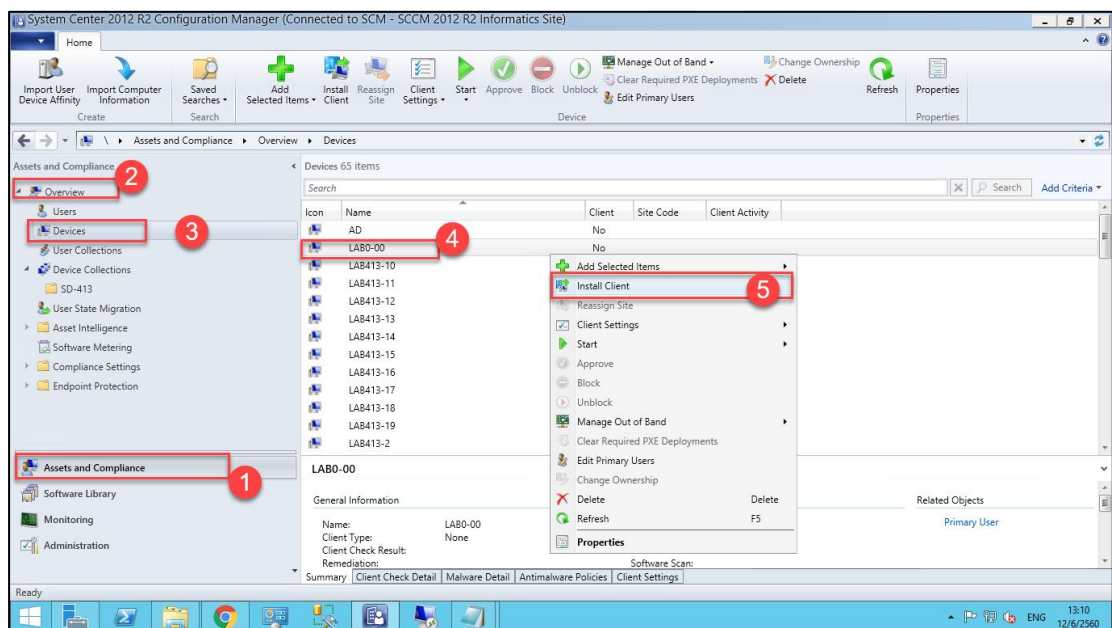 System Center 2012 R2 Configuration Manager (Connected to SCM - SCCM 2012 R2 Informatics Site)
Home
Import User Device Affinity
Import Computer Information
Saved Searches
Add Selected Items
Install Client
Reassign Site
Client Settings
Start
Approve
Block
Unblock
Manage Out of Band
Clear Required PXE Deployments
Edit Primary Users
Change Ownership
Delete
Refresh
Properties
Create
Search
Device
Properties
\ Assets and Compliance Overview Devices
Assets and Compliance
2
Overview
Users
Devices
3
User Collections
Device Collections
SD-413
User State Migration
Asset Intelligence
Software Metering
Compliance Settings
Endpoint Protection
Assets and Compliance
1
Software Library
Monitoring
Administration
Devices 65 items
Search
Search
Add Criteria
Icon Name Client Site Code Client Activity
AD No
LAB0-00 No
4
LAB413-10
LAB413-11
LAB413-12
LAB413-13
LAB413-14
LAB413-15
LAB413-16
LAB413-17
LAB413-18
LAB413-19
LAB413-2
Add Selected Items
Install Client
5
Reassign Site
Client Settings
Start
Approve
Block
Unblock
Manage Out of Band
Clear Required PXE Deployments
Edit Primary Users
Change Ownership
Delete Delete
Refresh F5
Properties
LAB0-00
General Information
Name: LAB0-00
Client Type: None
Client Check Result:
Remediation:
Software Scan:
Related Objects
Primary User
Summary Client Check Detail Malware Detail Antimalware Policies Client Settings
Ready
ENG
13:10
12/6/2560